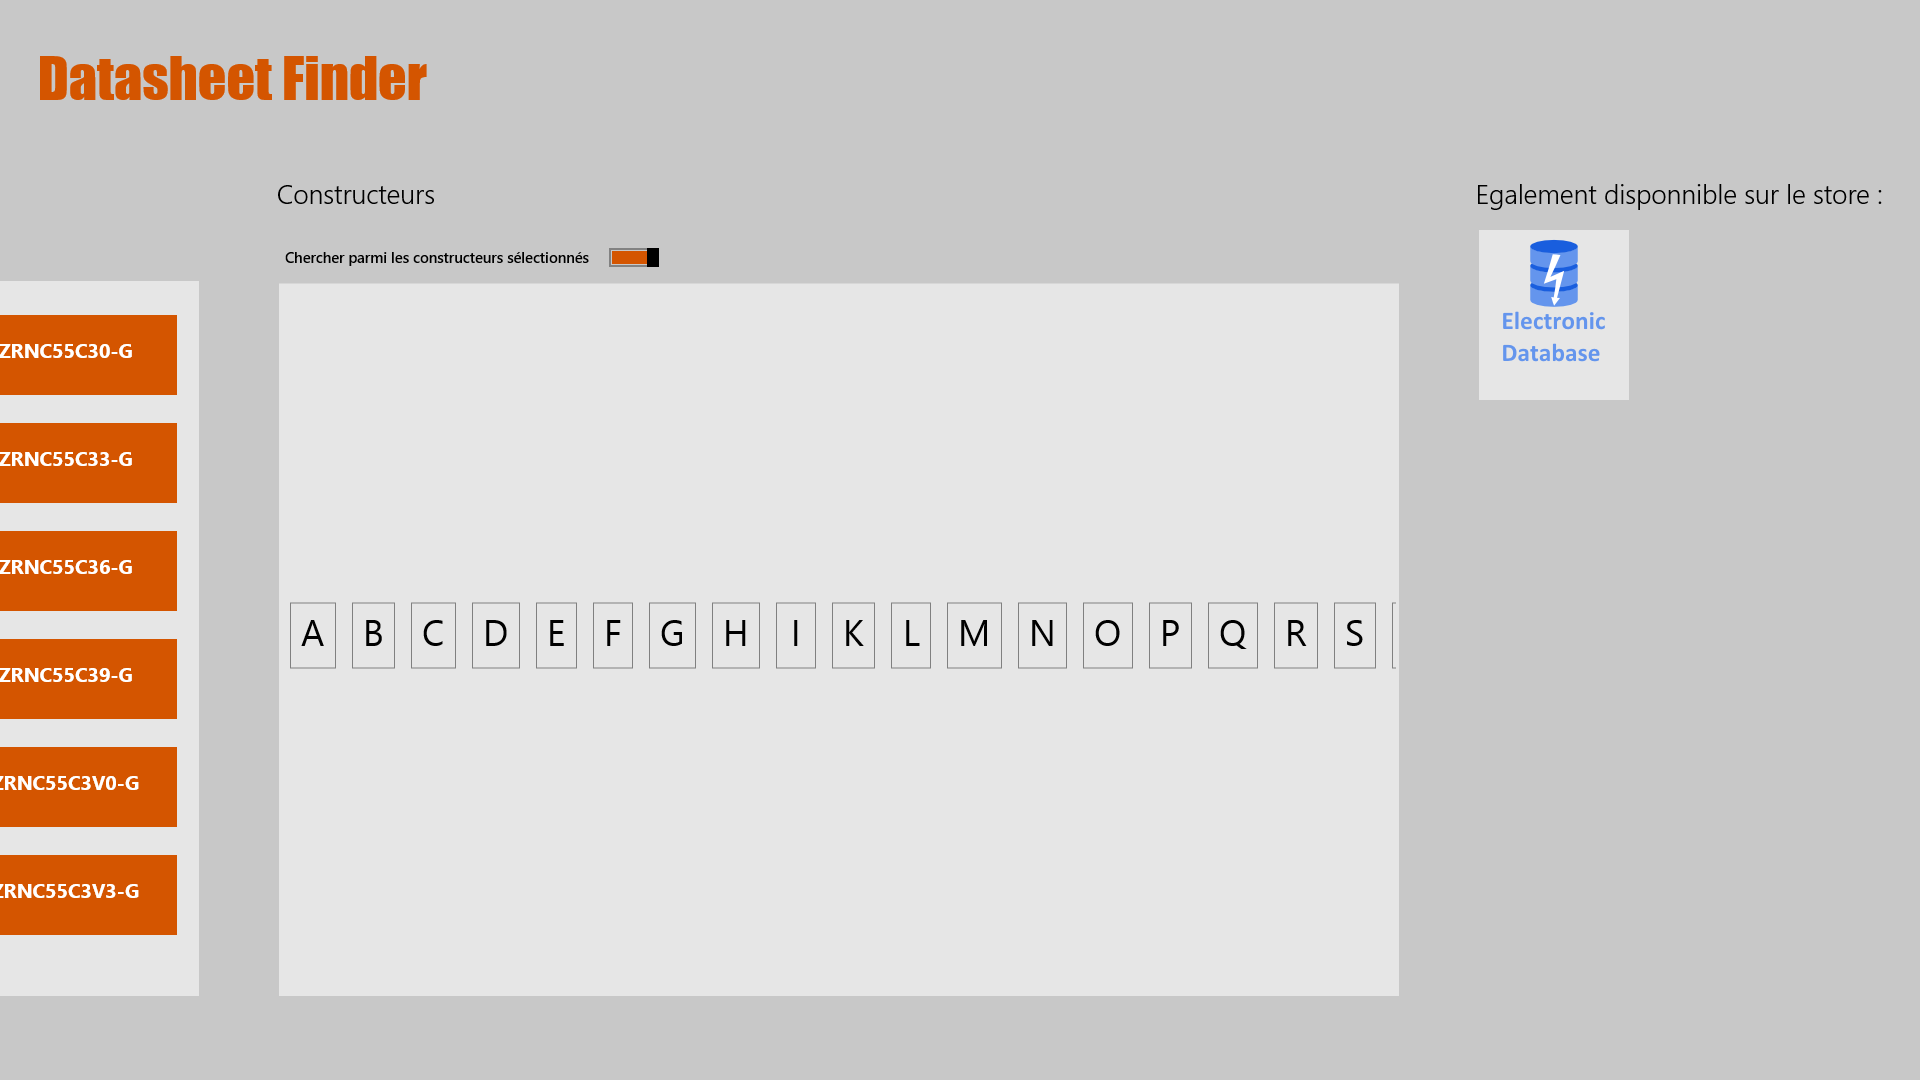 Datasheet Finder
Constructeurs
Egalement disponnible sur le store :
Chercher parmi les constructeurs sélectionnés
Electronic
Database
ZRNC55C30-G
ZRNC55C33-G
ZRNC55C36-G
ZRNC55C39-G
ZRNC55C3V0-G
ZRNC55C3V3-G
A B C D E F G H I K L M N O P Q R S